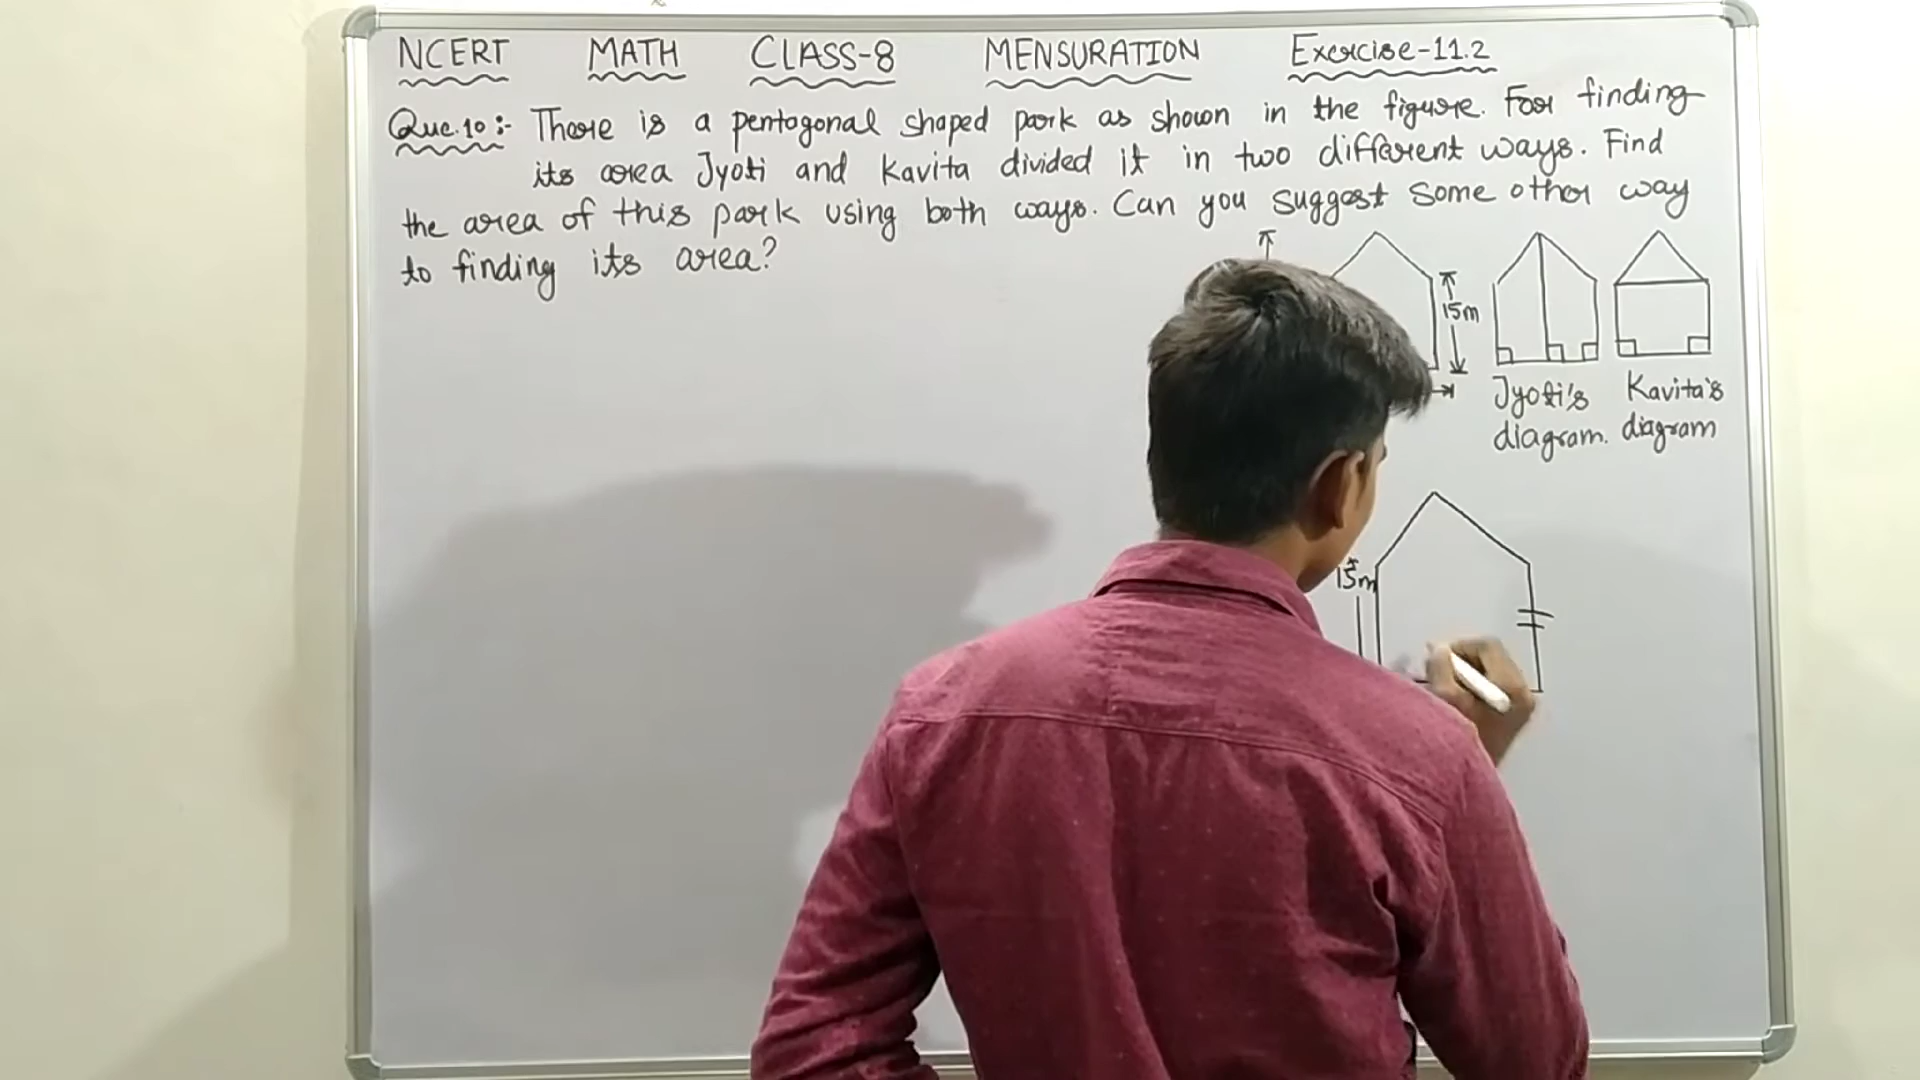 NCERT MATH CLASS-8 MENSURATION Exercise-11.2
Que.10:- There is a pentagonal shaped park as shown in the figure. For finding
its area Jyoti and Kavita divided it in two different ways. Find
the area of this park using both ways. Can you suggest some other way
to finding its area?
15m
Jyoti's diagram.
Kavita's diagram
15m